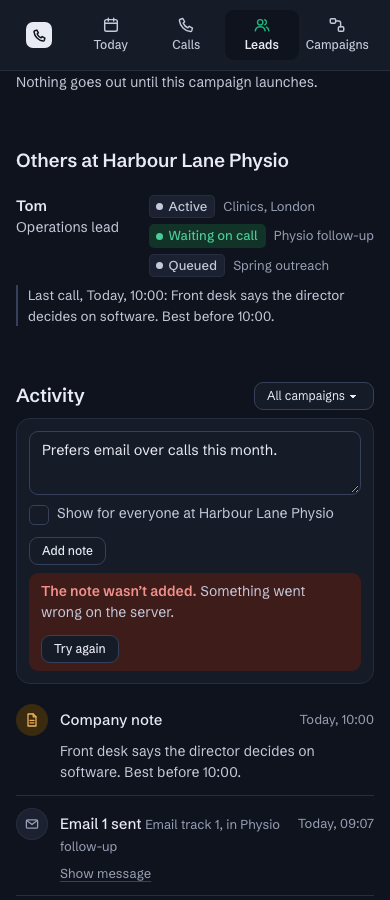 Today
Calls
Leads
Campaigns
Nothing goes out until this campaign launches.
Others at Harbour Lane Physio
Tom
Operations lead
Active Clinics, London
Waiting on call Physio follow-up
Queued Spring outreach
Last call, Today, 10:00: Front desk says the director
decides on software. Best before 10:00.
Activity
All campaigns
Prefers email over calls this month.
Show for everyone at Harbour Lane Physio
Add note
The note wasn’t added. Something went
wrong on the server.
Try again
Company note Today, 10:00
Front desk says the director decides on
software. Best before 10:00.
Email 1 sent Email track 1, in Physio Today, 09:07
follow-up
Show message